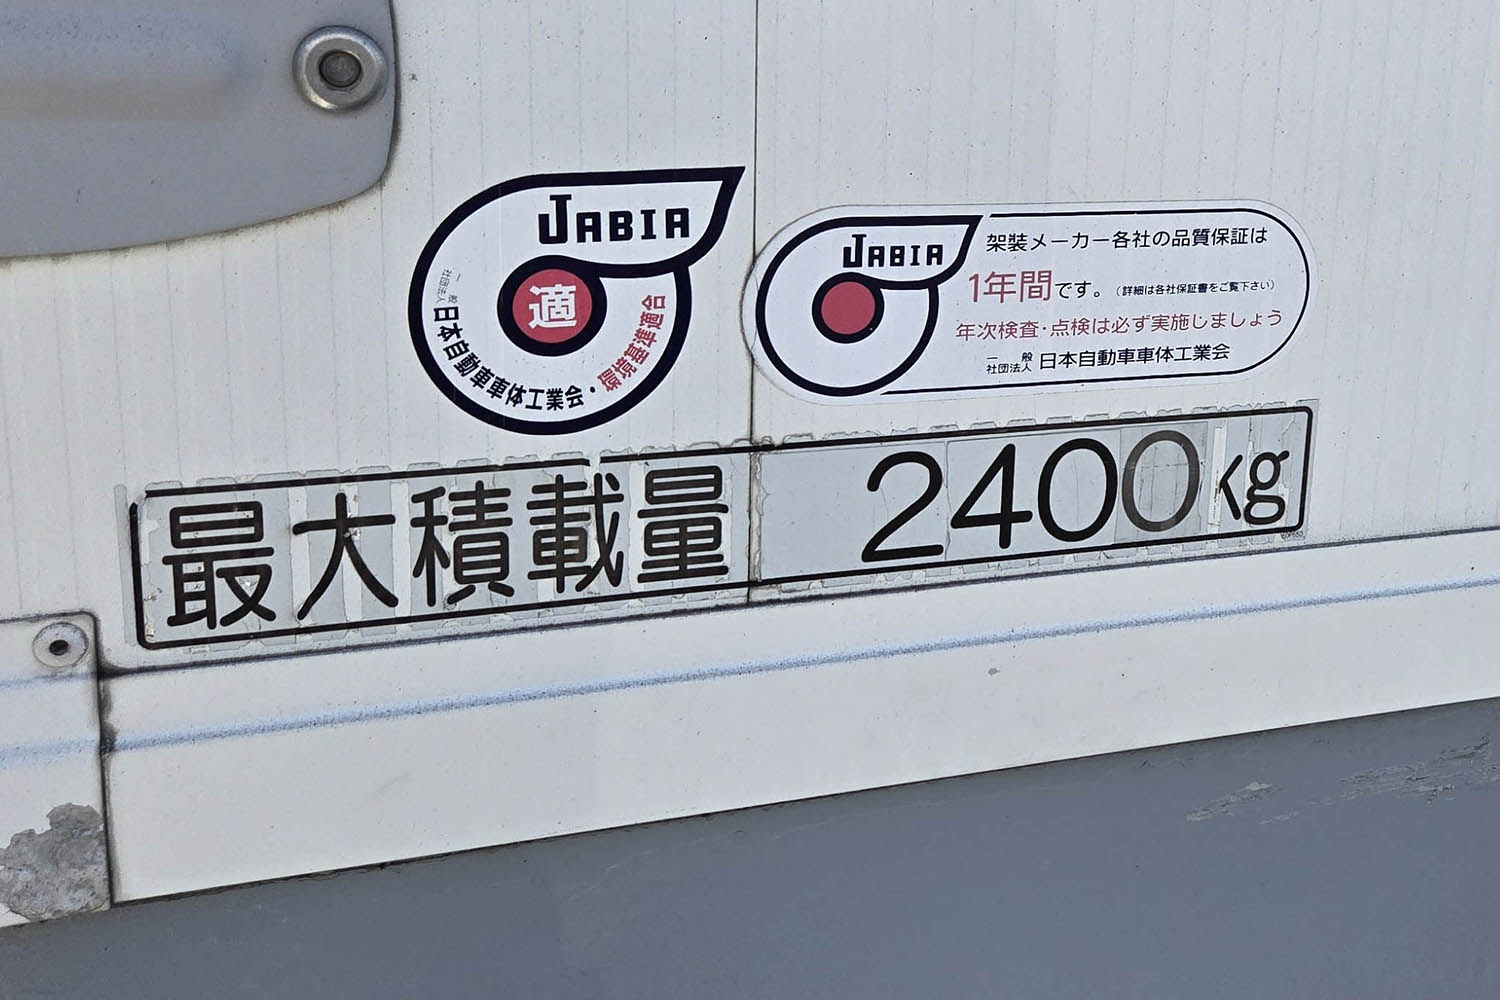 JABIA
適
一般社団法人日本自動車車体工業会・環境基準適合
JABIA
架装メーカー各社の品質保証は
1年間です。（詳細は各社保証書をご覧下さい）
年次検査・点検は必ず実施しましょう
一般社団法人 日本自動車車体工業会
最大積載量 2400kg